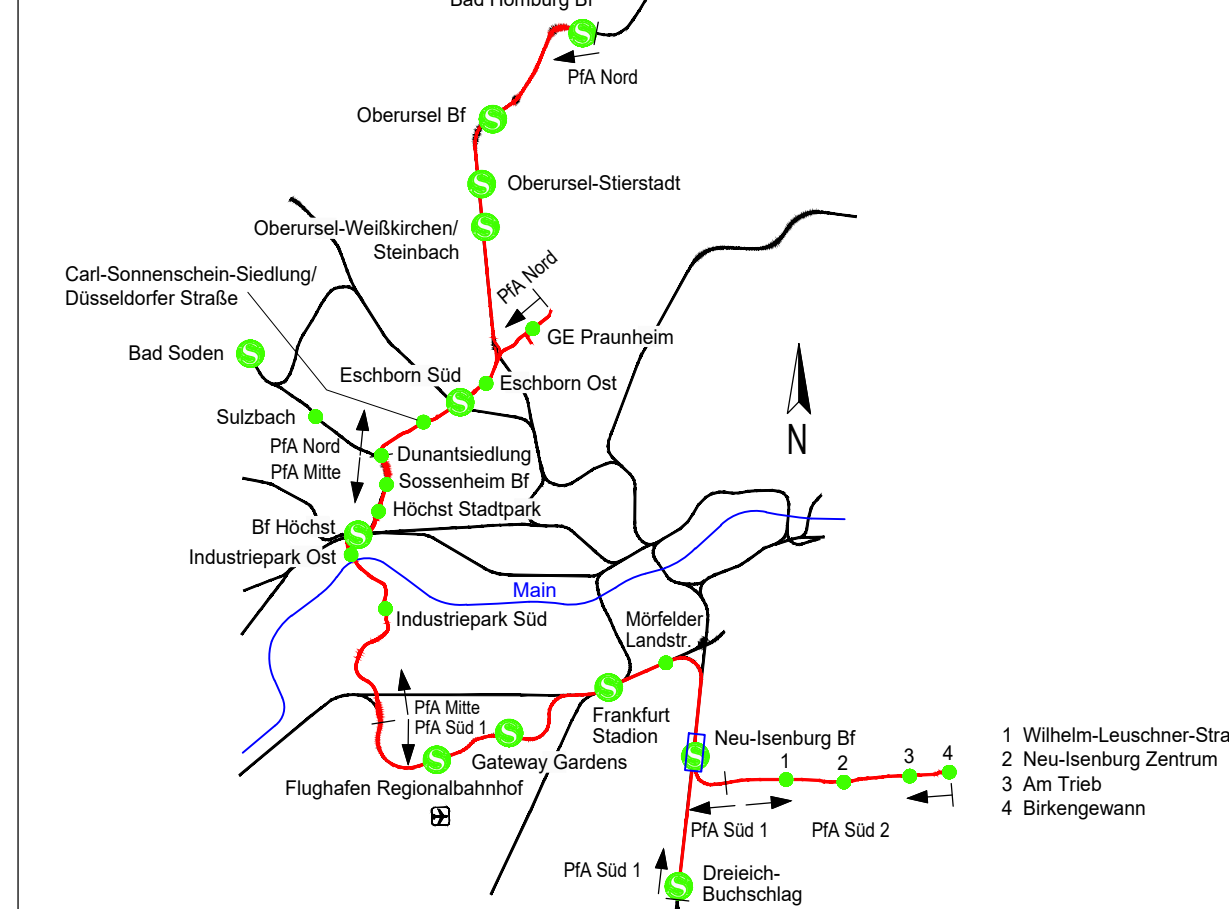 Bad Homburg Bf
PfA Nord
Oberursel Bf
Oberursel-Stierstadt
Oberursel-Weißkirchen/
Steinbach
Carl-Sonnenschein-Siedlung/
Düsseldorfer Straße
PfA Nord
GE Praunheim
Bad Soden
Eschborn Süd
Eschborn Ost
Sulzbach
PfA Nord
PfA Mitte
Dunantsiedlung
Sossenheim Bf
Höchst Stadtpark
Bf Höchst
Industriepark Ost
N
Main
Industriepark Süd
Mörfelder
Landstr.
PfA Mitte
PfA Süd 1
Frankfurt
Stadion
Gateway Gardens
Flughafen Regionalbahnhof
Neu-Isenburg Bf
1
2
3
4
PfA Süd 1
PfA Süd 2
PfA Süd 1
Dreieich-
Buchschlag
1 Wilhelm-Leuschner-Stra
2 Neu-Isenburg Zentrum
3 Am Trieb
4 Birkengewann